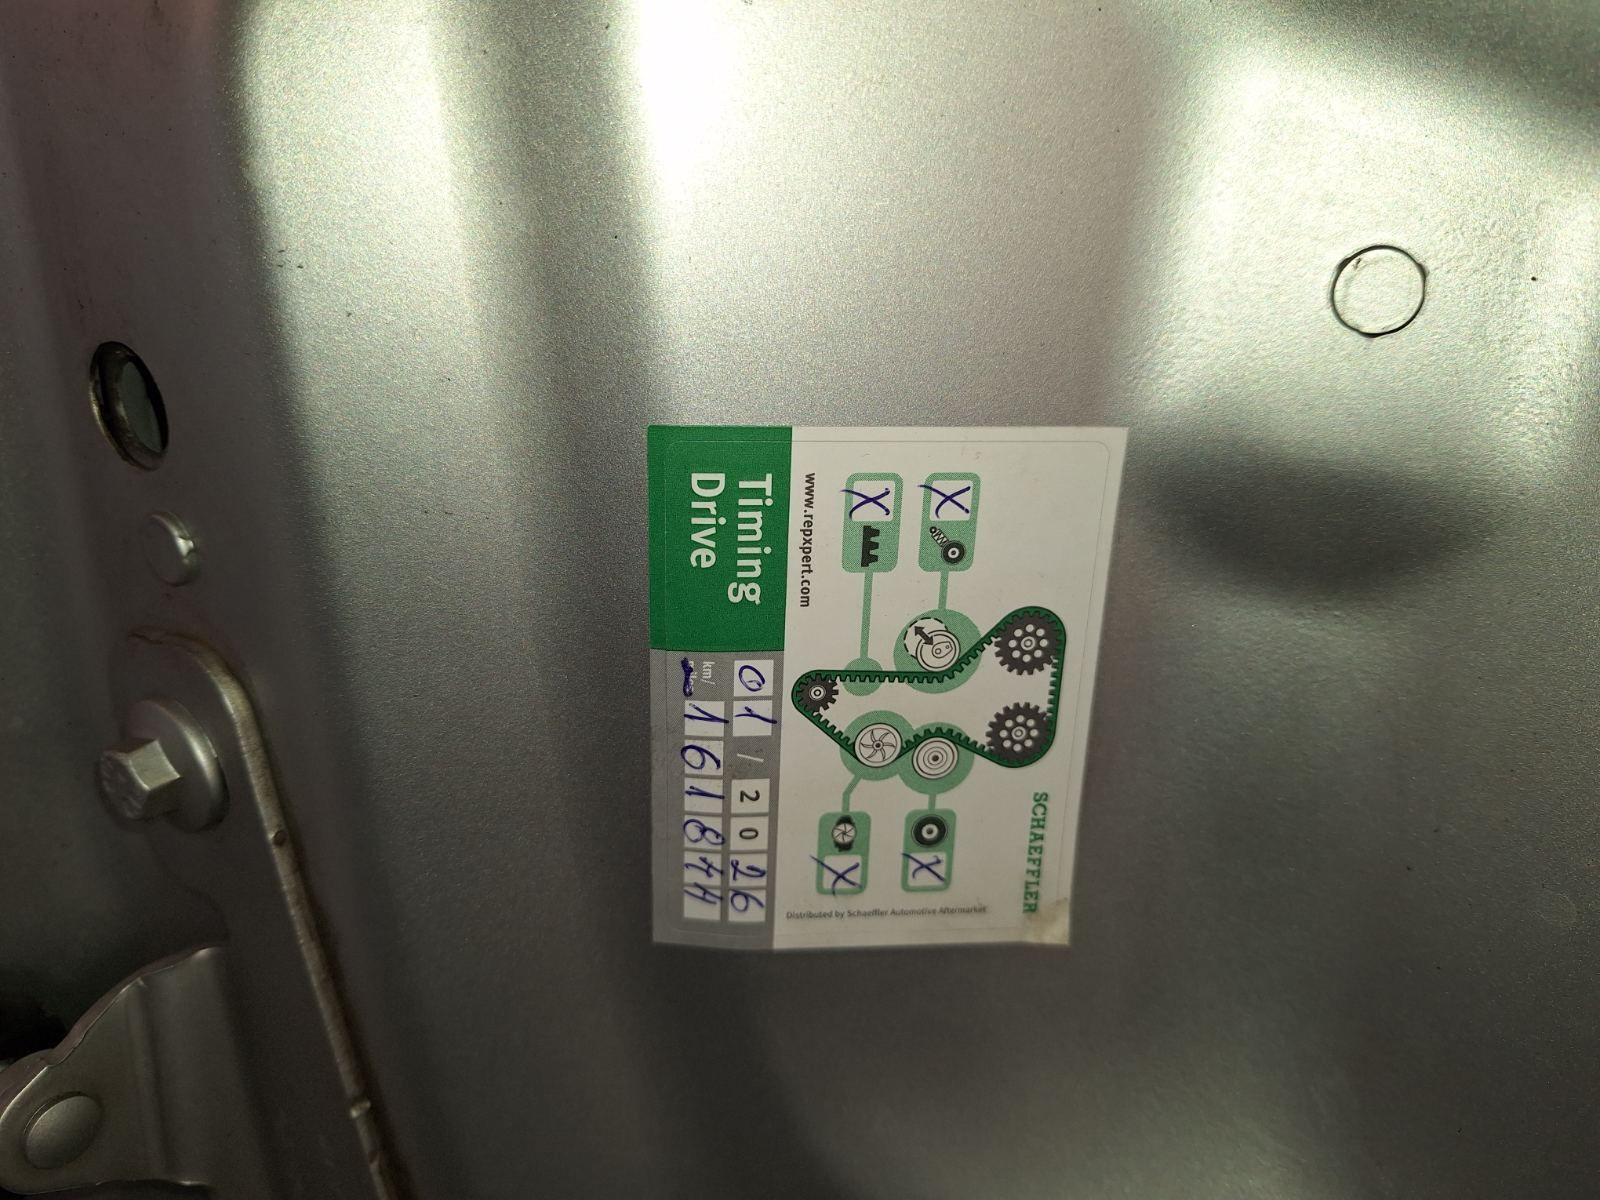 SCHAEFFLER
X X
X X
www.repxpert.com
Distributed by Schaeffler Automotive Aftermarket
Timing
Drive
01/2026
km/
161874